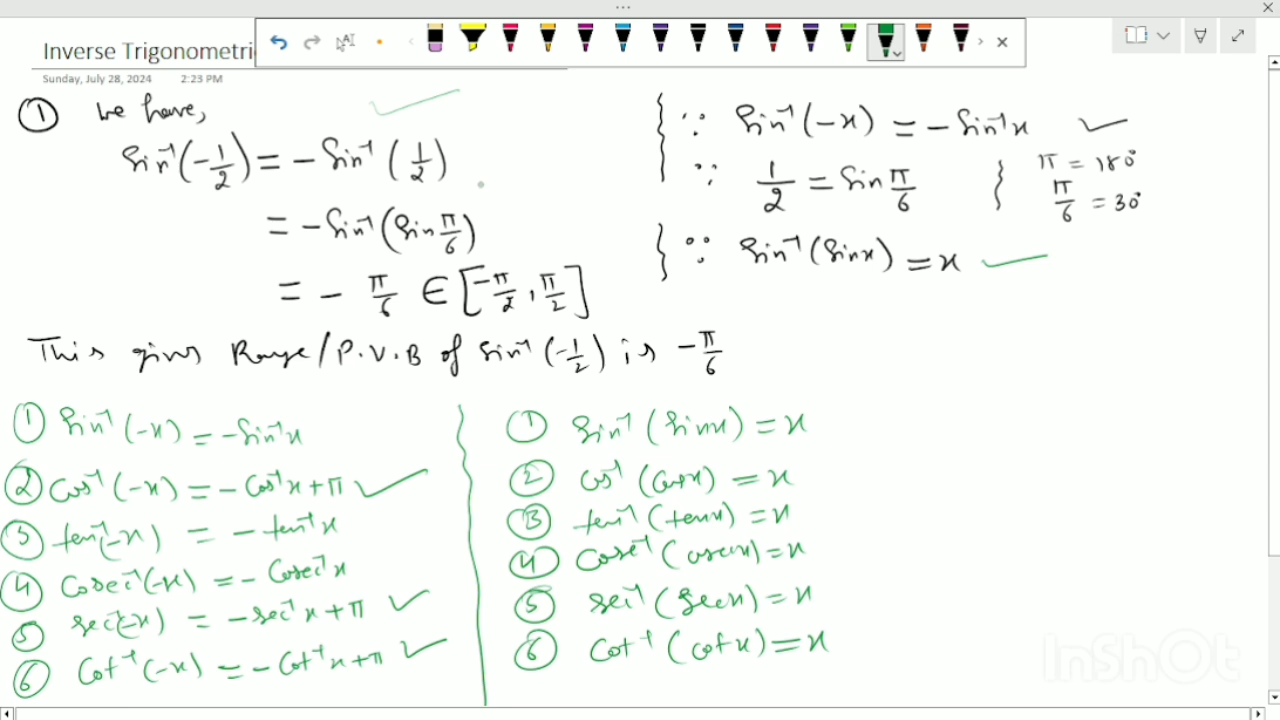 Inverse Trigonometri
Sunday, July 28, 2024 2:23 PM
① We have,
Sin⁻¹(-1/2) = -Sin⁻¹(1/2)
= -Sin⁻¹(Sin π/6)
= - π/6 ∈ [-π/2, π/2]
∵ Sin⁻¹(-x) = -Sin⁻¹x
∵ 1/2 = Sin π/6
π = 180°
π/6 = 30°
∵ Sin⁻¹(Sinx) = x
This gives Range/P.V.B of Sin⁻¹(-1/2) is -π/6
① Sin⁻¹(-x) = -Sin⁻¹x
② Cos⁻¹(-x) = -Cos⁻¹x+π
③ tan⁻¹(-x) = -tan⁻¹x
④ Cosec⁻¹(-x) = -Cosec⁻¹x
⑤ sec⁻¹(-x) = -sec⁻¹x+π
⑥ Cot⁻¹(-x) = -Cot⁻¹x+π
① Sin⁻¹(Sinx) = x
② Cos⁻¹(Cosx) = x
③ tan⁻¹(tanx) = x
④ Cosec⁻¹(cosecx) = x
⑤ sec⁻¹(Secx) = x
⑥ Cot⁻¹(cotx) = x
InShOt